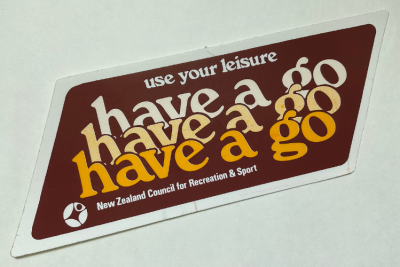 use your leisure
have a go
have a go
have a go
New Zealand Council for Recreation & Sport